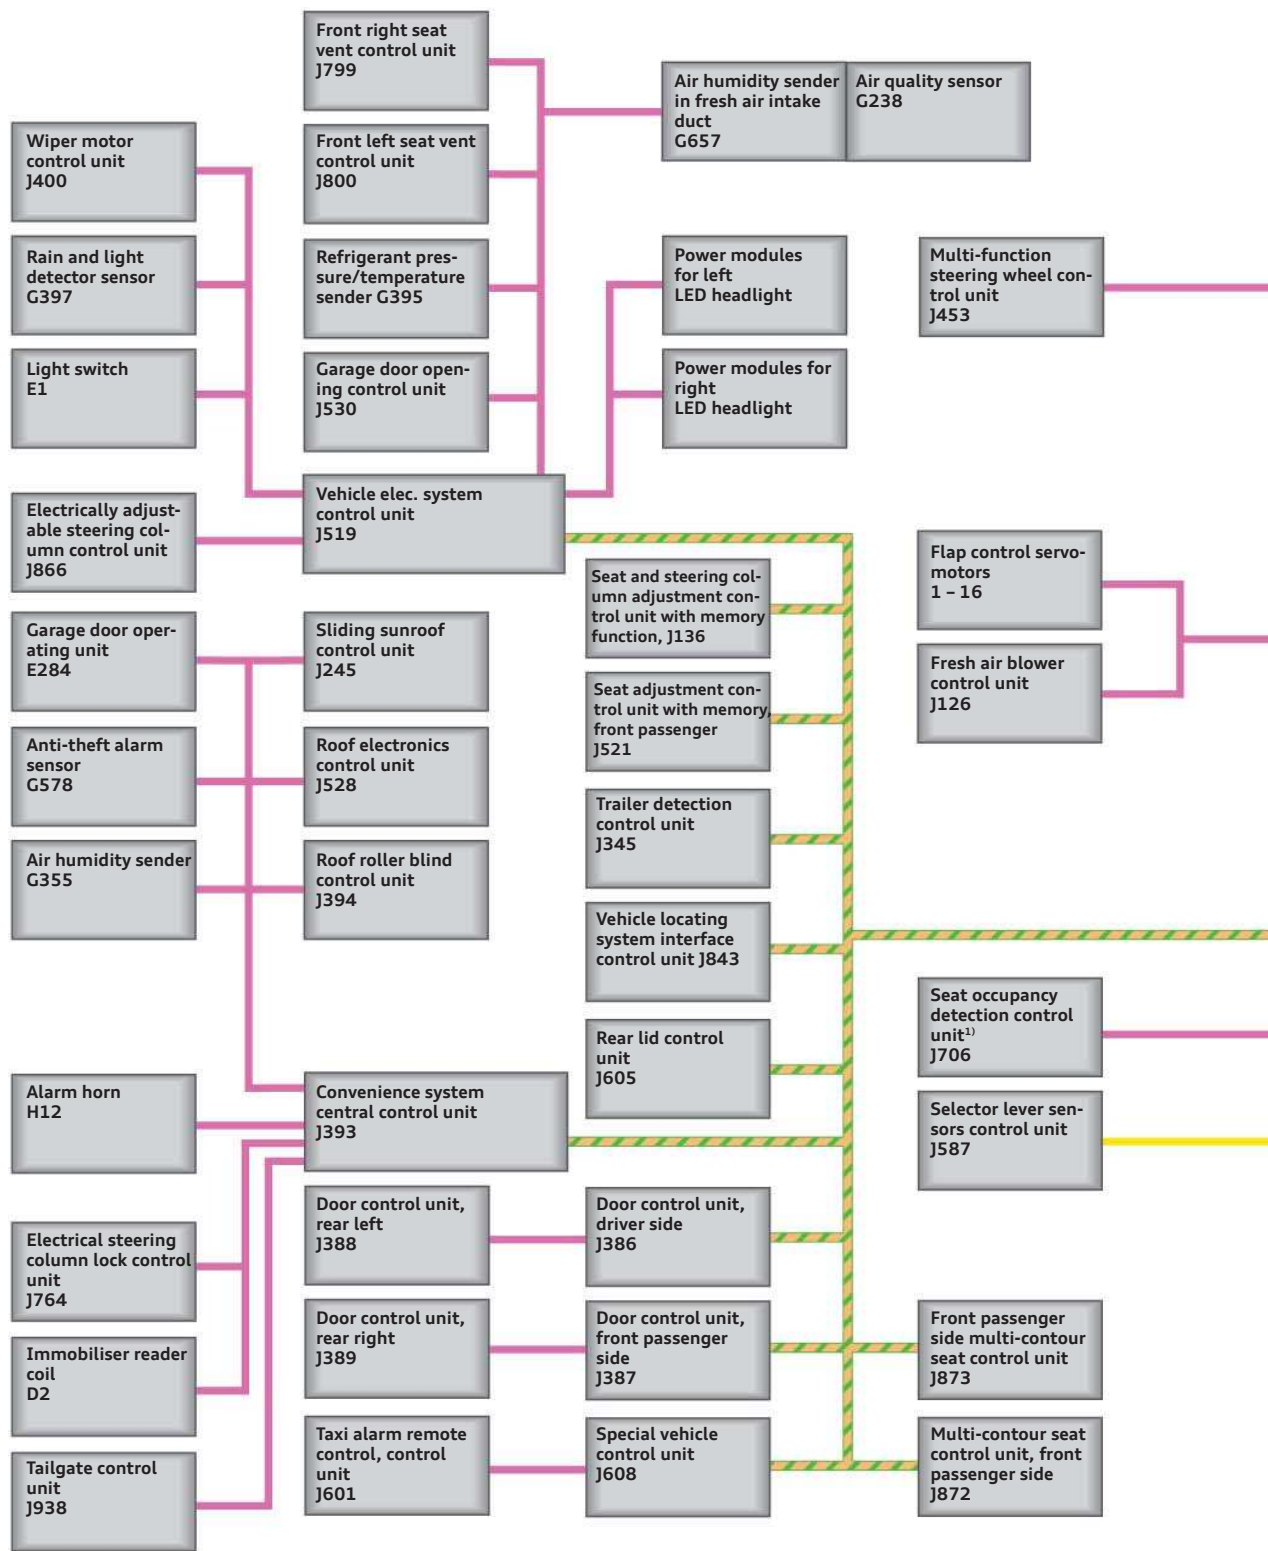 Front right seat
vent control unit
J799
Air humidity sender
in fresh air intake
duct
G657
Air quality sensor
G238
Wiper motor
control unit
J400
Front left seat vent
control unit
J800
Rain and light
detector sensor
G397
Refrigerant pres-
sure/temperature
sender G395
Power modules
for left
LED headlight
Multi-function
steering wheel con-
trol unit
J453
Light switch
E1
Garage door open-
ing control unit
J530
Power modules for
right
LED headlight
Vehicle elec. system
control unit
J519
Electrically adjust-
able steering col-
umn control unit
J866
Seat and steering col-
umn adjustment con-
trol unit with memory
function, J136
Flap control servo-
motors
1 – 16
Garage door oper-
ating unit
E284
Sliding sunroof
control unit
J245
Seat adjustment con-
trol unit with memory,
front passenger
J521
Fresh air blower
control unit
J126
Anti-theft alarm
sensor
G578
Roof electronics
control unit
J528
Trailer detection
control unit
J345
Air humidity sender
G355
Roof roller blind
control unit
J394
Vehicle locating
system interface
control unit J843
Seat occupancy
detection control
unit¹⁾
J706
Rear lid control
unit
J605
Alarm horn
H12
Convenience system
central control unit
J393
Selector lever sen-
sors control unit
J587
Door control unit,
rear left
J388
Door control unit,
driver side
J386
Electrical steering
column lock control
unit
J764
Door control unit,
rear right
J389
Door control unit,
front passenger
side
J387
Front passenger
side multi-contour
seat control unit
J873
Immobiliser reader
coil
D2
Taxi alarm remote
control, control
unit
J601
Special vehicle
control unit
J608
Multi-contour seat
control unit, front
passenger side
J872
Tailgate control
unit
J938